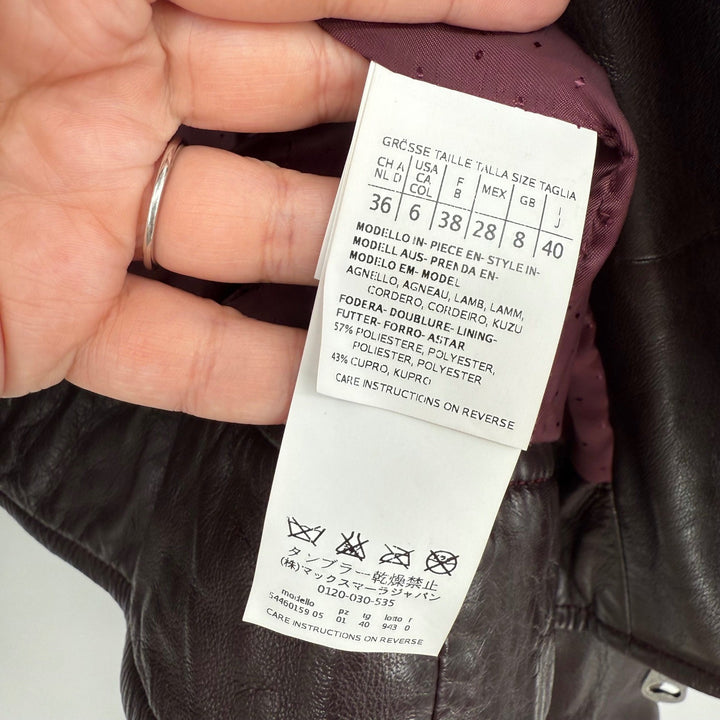 GRÖSSE TAILLE TALLA SIZE TAGLIA
CH A NL D USA CA COL F B MEX GB I J
36 6 38 28 8 40
MODELLO IN- PIECE EN- STYLE IN-
MODELL AUS- PRENDA EN-
MODELO EM- MODEL
AGNELLO, AGNEAU, LAMB, LAMM,
CORDERO, CORDEIRO, KUZU
FODERA- DOUBLURE- LINING-
FUTTER- FORRO- ASTAR
57% POLIESTERE, POLYESTER,
POLIESTER, POLYESTER
43% CUPRO, KUPRO
CARE INSTRUCTIONS ON REVERSE
タンブラー乾燥禁止
(株)マックスマーラジャパン
0120-030-535
modello pz tg lotto r
54460159 05 01 40 943 0
CARE INSTRUCTIONS ON REVERSE